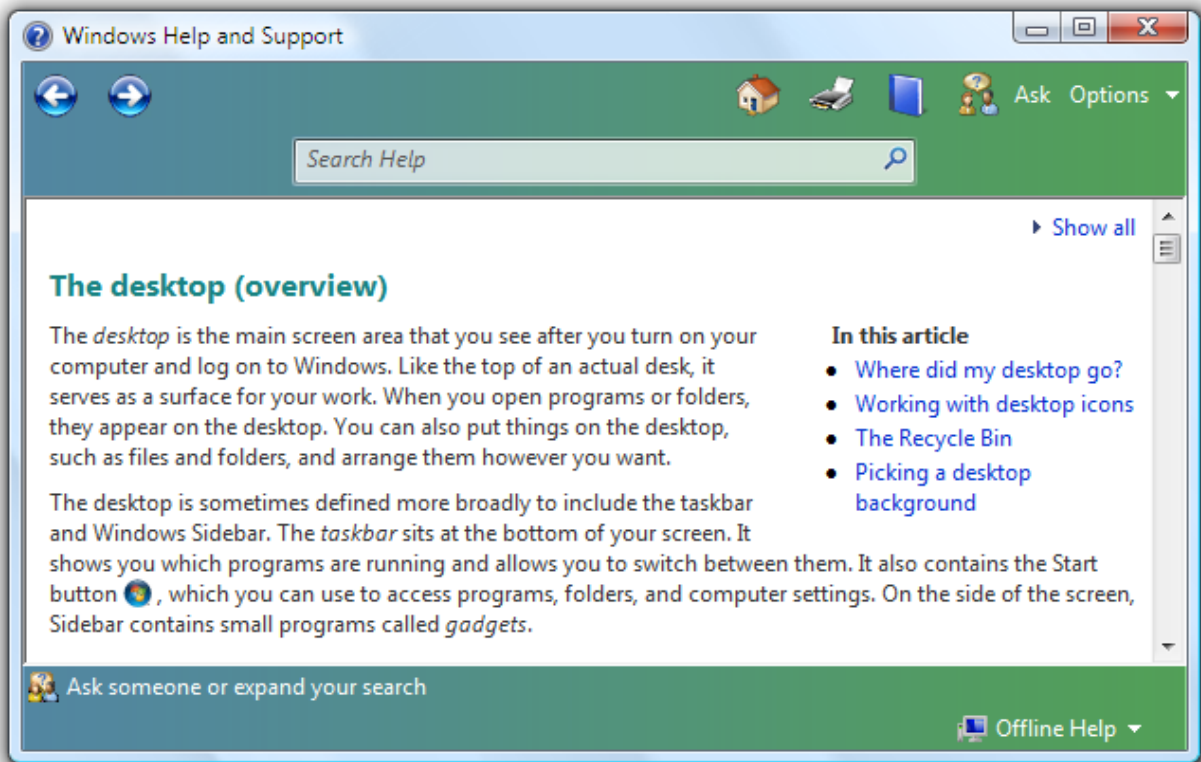 Windows Help and Support
Ask Options
Search Help
Show all
The desktop (overview)
The desktop is the main screen area that you see after you turn on your
computer and log on to Windows. Like the top of an actual desk, it
serves as a surface for your work. When you open programs or folders,
they appear on the desktop. You can also put things on the desktop,
such as files and folders, and arrange them however you want.
In this article
Where did my desktop go?
Working with desktop icons
The Recycle Bin
Picking a desktop
background
The desktop is sometimes defined more broadly to include the taskbar
and Windows Sidebar. The taskbar sits at the bottom of your screen. It
shows you which programs are running and allows you to switch between them. It also contains the Start
button , which you can use to access programs, folders, and computer settings. On the side of the screen,
Sidebar contains small programs called gadgets.
Ask someone or expand your search
Offline Help